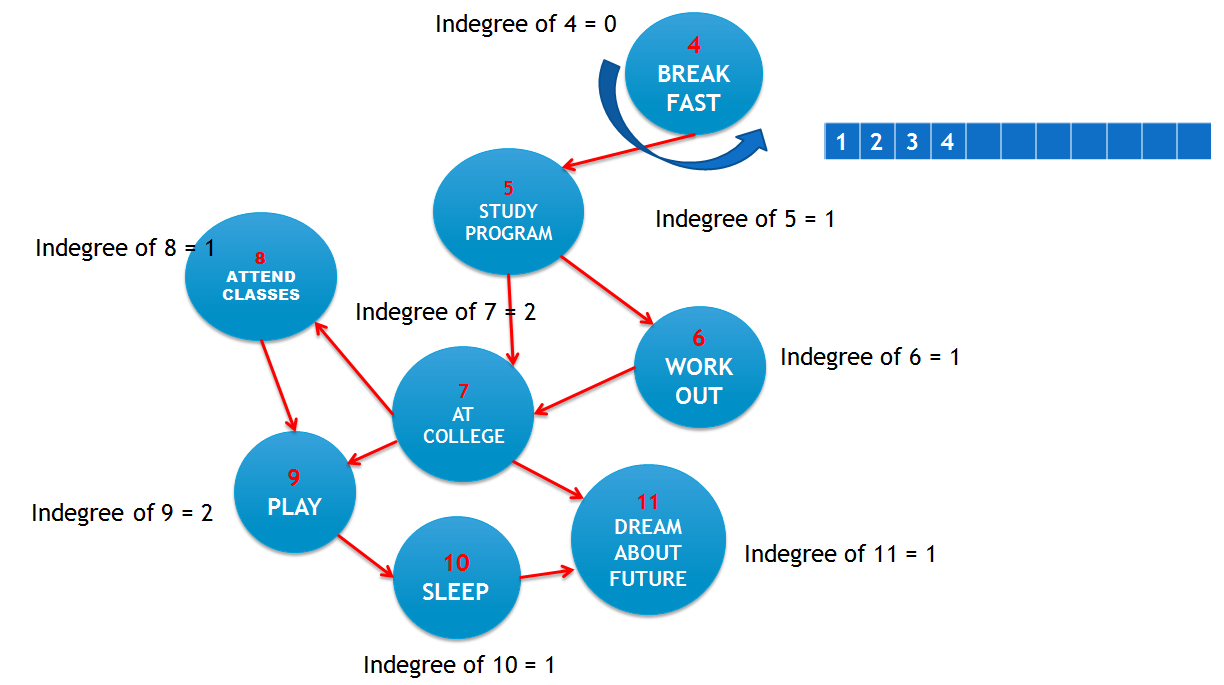 Indegree of 4 = 0
4
BREAK
FAST
1 2 3 4
5
STUDY
PROGRAM
Indegree of 5 = 1
Indegree of 8 = 1
8
ATTEND
CLASSES
Indegree of 7 = 2
6
WORK
OUT
Indegree of 6 = 1
7
AT
COLLEGE
9
PLAY
Indegree of 9 = 2
11
DREAM
ABOUT
FUTURE
Indegree of 11 = 1
10
SLEEP
Indegree of 10 = 1